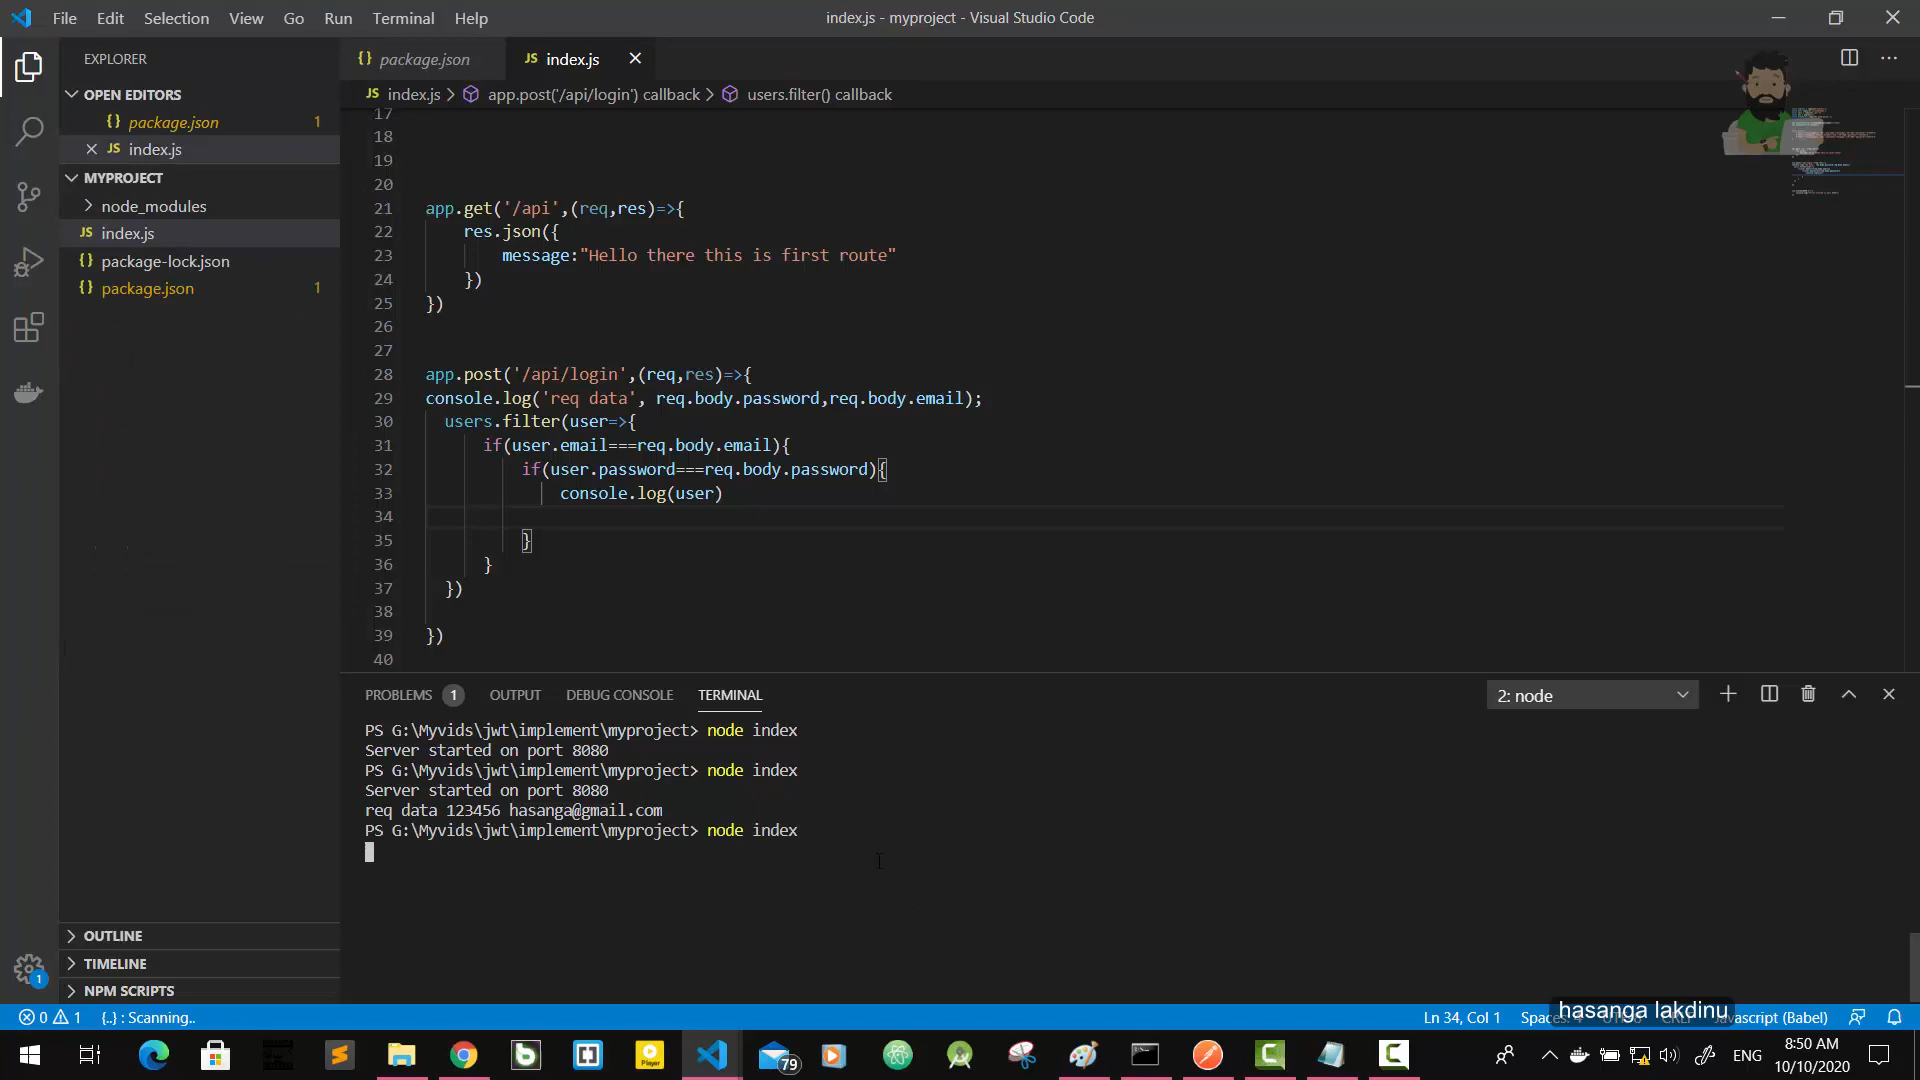 File Edit Selection View Go Run Terminal Help
index.js - myproject - Visual Studio Code
EXPLORER
OPEN EDITORS
{} package.json 1
JS index.js
MYPROJECT
node_modules
JS index.js
{} package-lock.json
{} package.json 1
OUTLINE
TIMELINE
NPM SCRIPTS
{} package.json
JS index.js
JS index.js > app.post('/api/login') callback > users.filter() callback
17
18
19
20
21 app.get('/api',(req,res)=>{
22 res.json({
23 message:"Hello there this is first route"
24 })
25 })
26
27
28 app.post('/api/login',(req,res)=>{
29 console.log('req data', req.body.password,req.body.email);
30 users.filter(user=>{
31 if(user.email===req.body.email){
32 if(user.password===req.body.password){
33 console.log(user)
34
35 }
36 }
37 })
38
39 })
40
PROBLEMS 1 OUTPUT DEBUG CONSOLE TERMINAL
2: node
PS G:\Myvids\jwt\implement\myproject> node index
Server started on port 8080
PS G:\Myvids\jwt\implement\myproject> node index
Server started on port 8080
req data 123456 hasanga@gmail.com
PS G:\Myvids\jwt\implement\myproject> node index
1
0 1 {..} : Scanning..
Ln 34, Col 1
hasanga lakdinu
(Babel)
79
Player
ENG
8:50 AM
10/10/2020